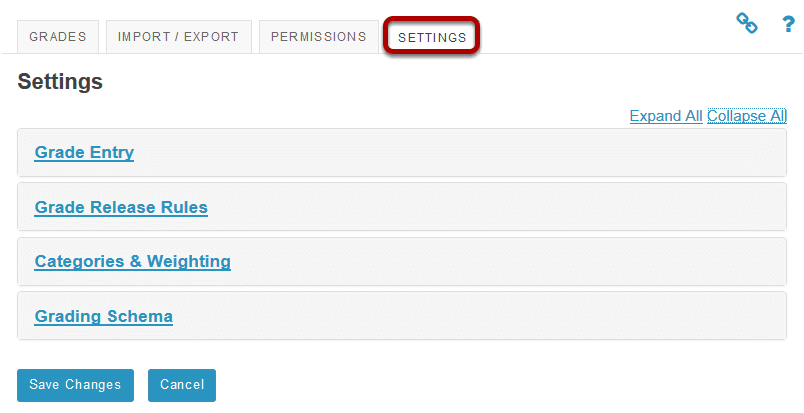 GRADES IMPORT / EXPORT PERMISSIONS SETTINGS ?
Settings
Expand All Collapse All
Grade Entry
Grade Release Rules
Categories & Weighting
Grading Schema
Save Changes Cancel